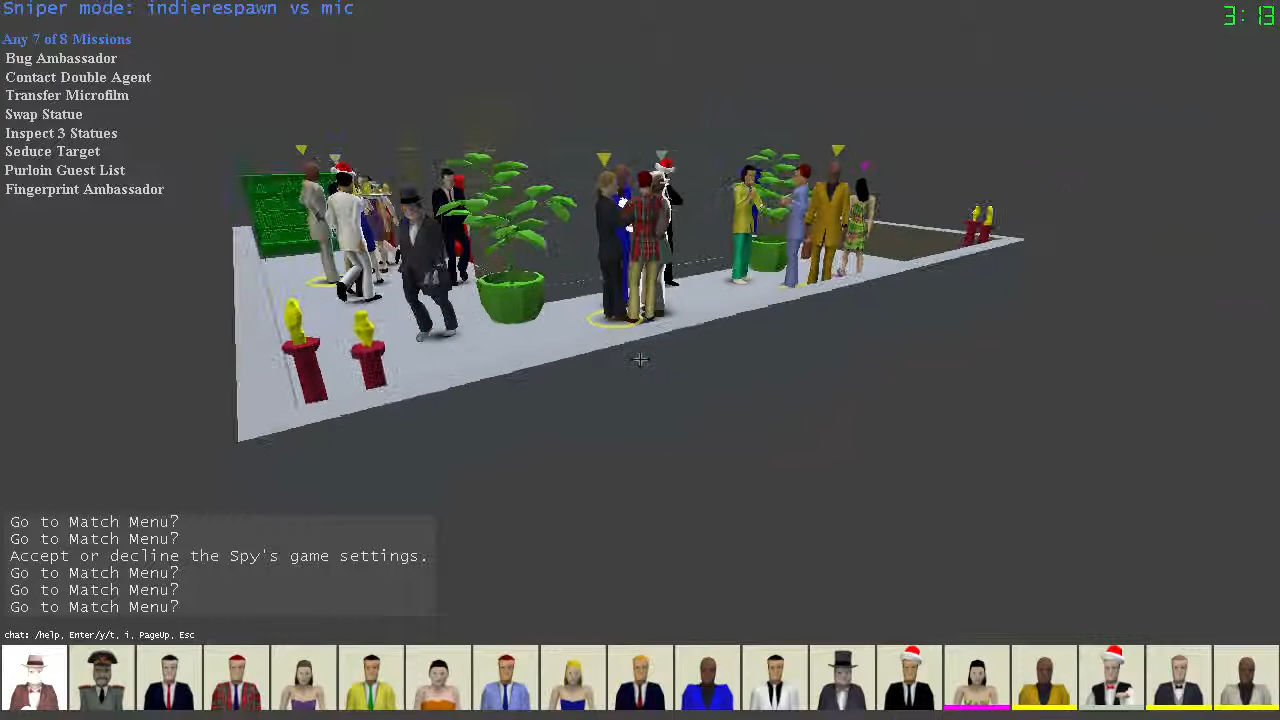 Sniper mode: indierespawn vs mic
3:13
Any 7 of 8 Missions
Bug Ambassador
Contact Double Agent
Transfer Microfilm
Swap Statue
Inspect 3 Statues
Seduce Target
Purloin Guest List
Fingerprint Ambassador
Go to Match Menu?
Go to Match Menu?
Accept or decline the Spy's game settings.
Go to Match Menu?
Go to Match Menu?
Go to Match Menu?
chat: /help, Enter/y/t, i, PageUp, Esc